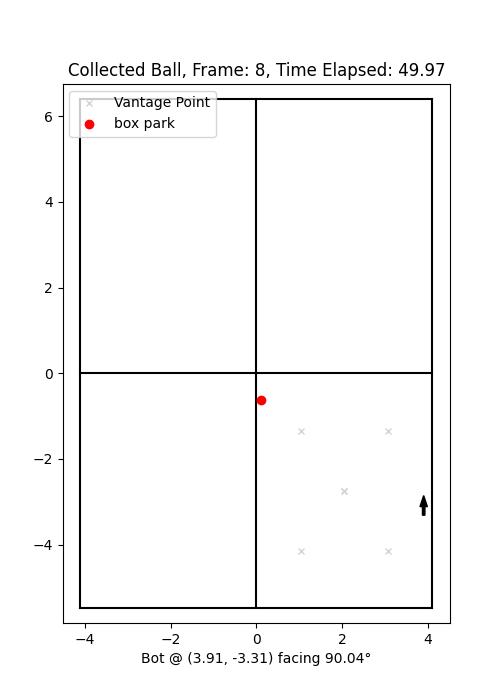 Collected Ball, Frame: 8, Time Elapsed: 49.97
Vantage Point
box park
6
4
2
0
−2
−4
−4 −2 0 2 4
Bot @ (3.91, -3.31) facing 90.04°